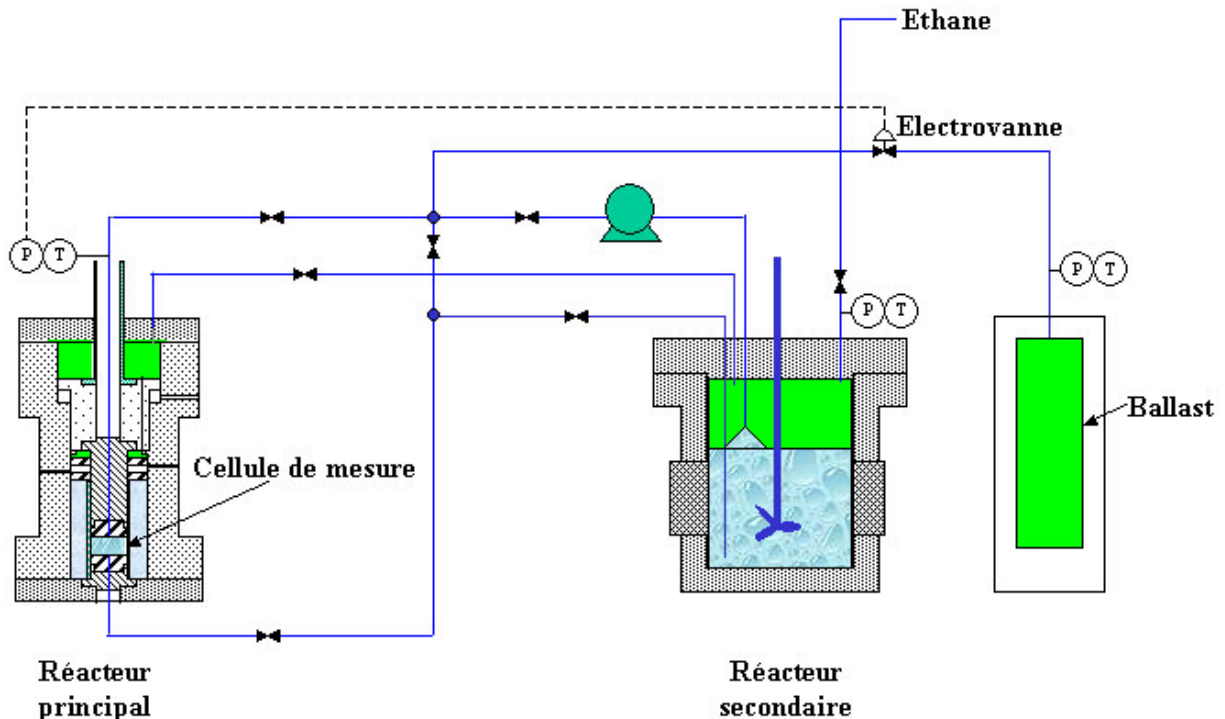 Ethane
Electrovanne
P T
P T
P T
Ballast
Cellule de mesure
Réacteur
principal
Réacteur
secondaire